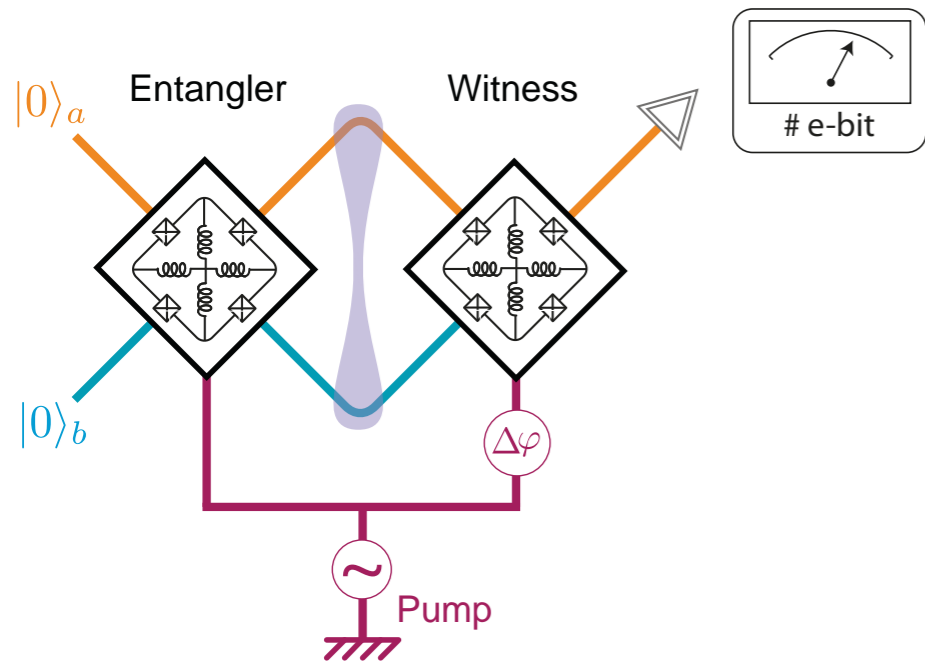 |0⟩a
Entangler
Witness
# e-bit
|0⟩b
Δφ
~
Pump